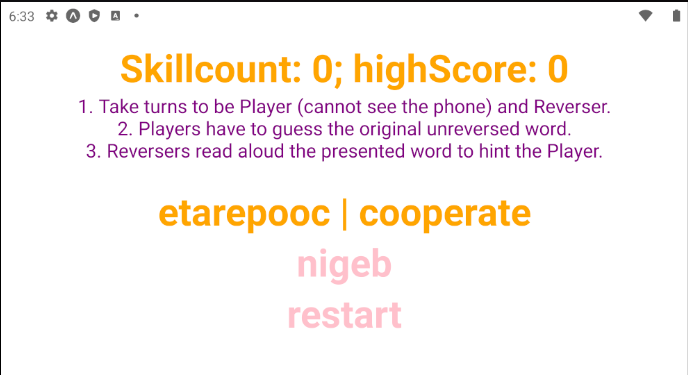 6:33
Skillcount: 0; highScore: 0
1. Take turns to be Player (cannot see the phone) and Reverser.
2. Players have to guess the original unreversed word.
3. Reversers read aloud the presented word to hint the Player.
etarepooc | cooperate
nigeb
restart